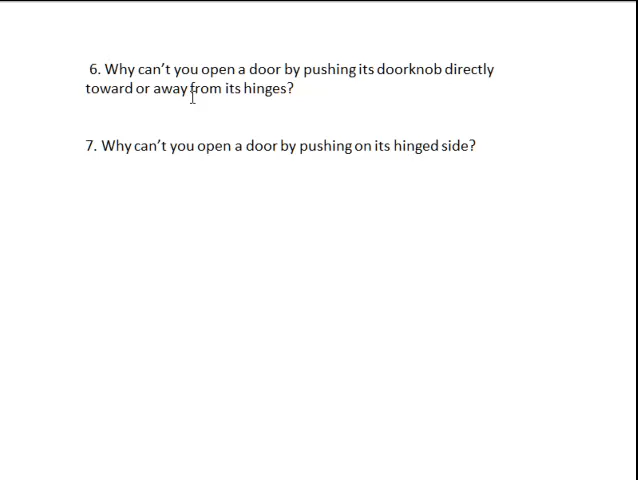 6. Why can't you open a door by pushing its doorknob directly
toward or away from its hinges?
7. Why can't you open a door by pushing on its hinged side?